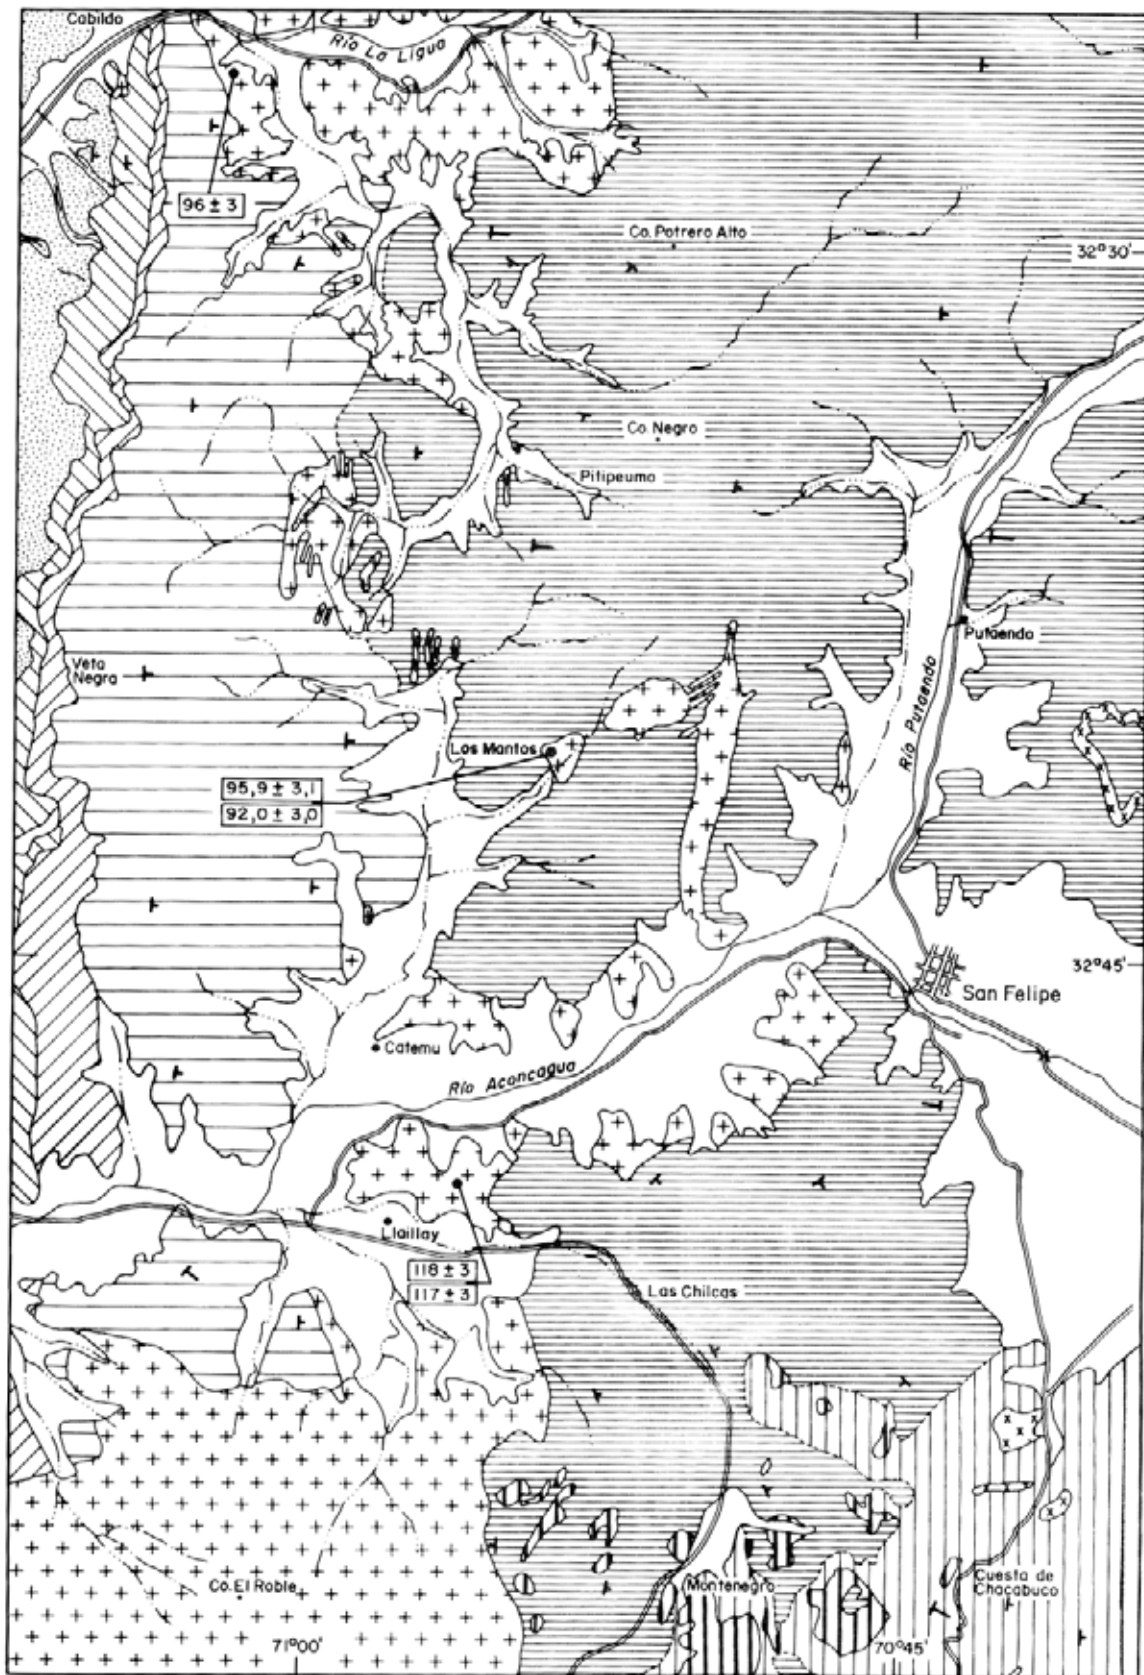 Cabildo
Río La Ligua
96 ± 3
Co. Potrero Alto
32°30'
Co. Negro
Pitipeumo
Putaendo
Veta
Negra
Río Putaendo
Los Mantos
95,9 ± 3,1
92,0 ± 3,0
32°45'
San Felipe
Catemu
Río Aconcagua
Llaillay
118 ± 3
117 ± 3
Las Chilcas
Co. El Roble
Montenegro
Cuesta de
Chacabuco
71°00'
70°45'